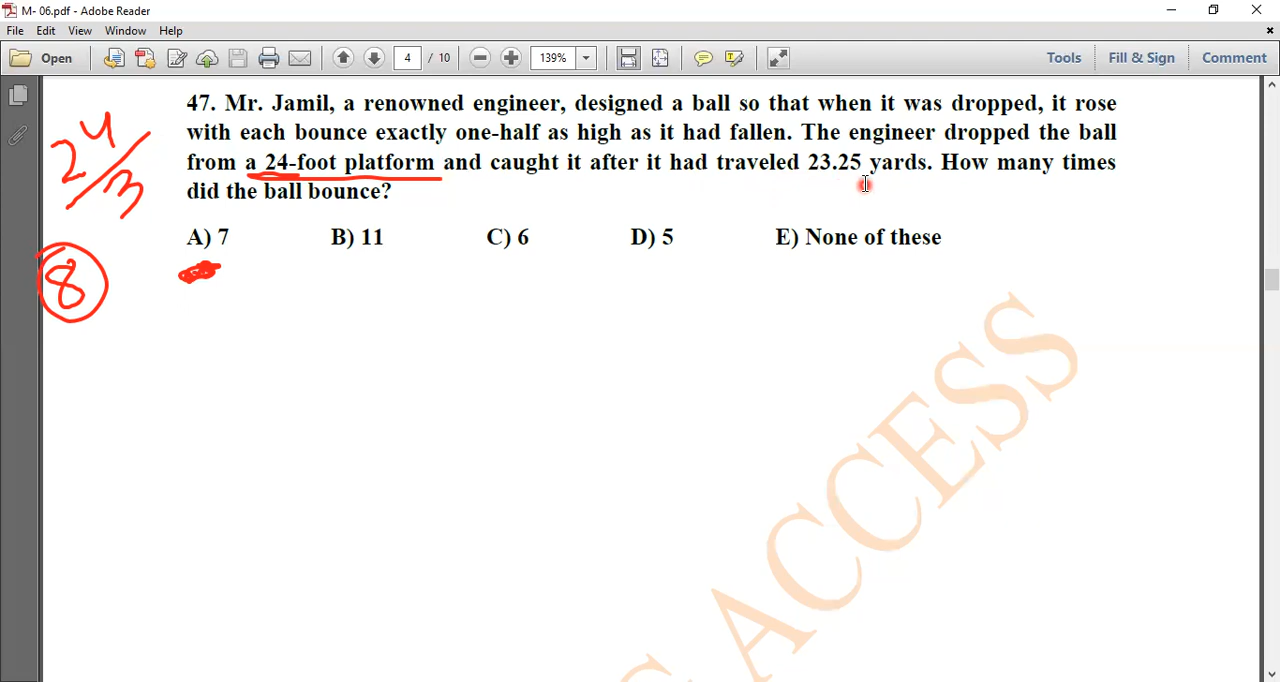 M- 06.pdf - Adobe Reader
File Edit View Window Help
Open 4 / 10 139% Tools Fill & Sign Comment
47. Mr. Jamil, a renowned engineer, designed a ball so that when it was dropped, it rose
with each bounce exactly one-half as high as it had fallen. The engineer dropped the ball
from a 24-foot platform and caught it after it had traveled 23.25 yards. How many times
did the ball bounce?
A) 7 B) 11 C) 6 D) 5 E) None of these
24/3
8
ACCESS